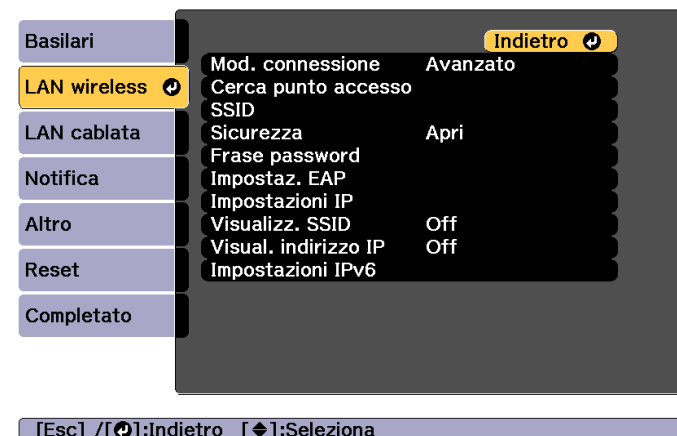 Basilari
LAN wireless
LAN cablata
Notifica
Altro
Reset
Completato
Indietro
Mod. connessione Avanzato
Cerca punto accesso
SSID
Sicurezza Apri
Frase password
Impostaz. EAP
Impostazioni IP
Visualizz. SSID Off
Visual. indirizzo IP Off
Impostazioni IPv6
[Esc] /[⏎]:Indietro [◆]:Seleziona